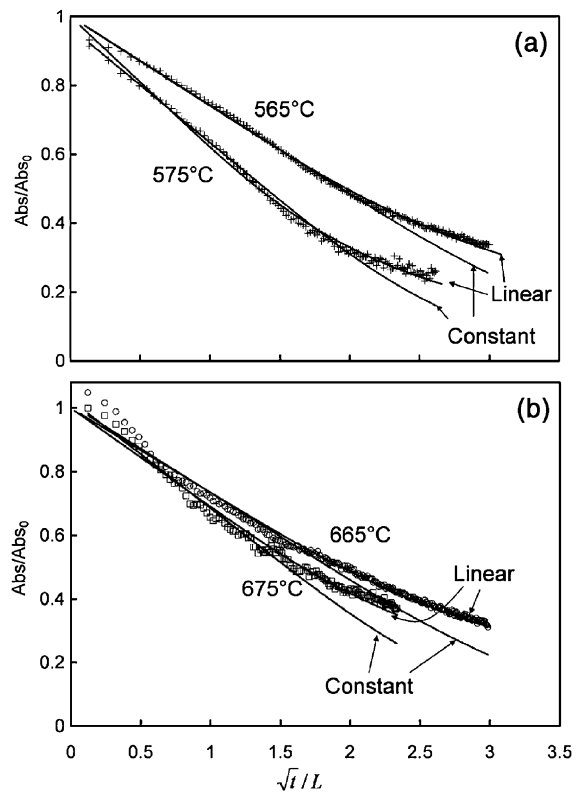 (a)
1
0.8
0.6
0.4
0.2
0
Abs/Abs0
565°C
575°C
Linear
Constant
(b)
1
0.8
0.6
0.4
0.2
0
Abs/Abs0
665°C
675°C
Linear
Constant
0 0.5 1 1.5 2 2.5 3 3.5
√t / L